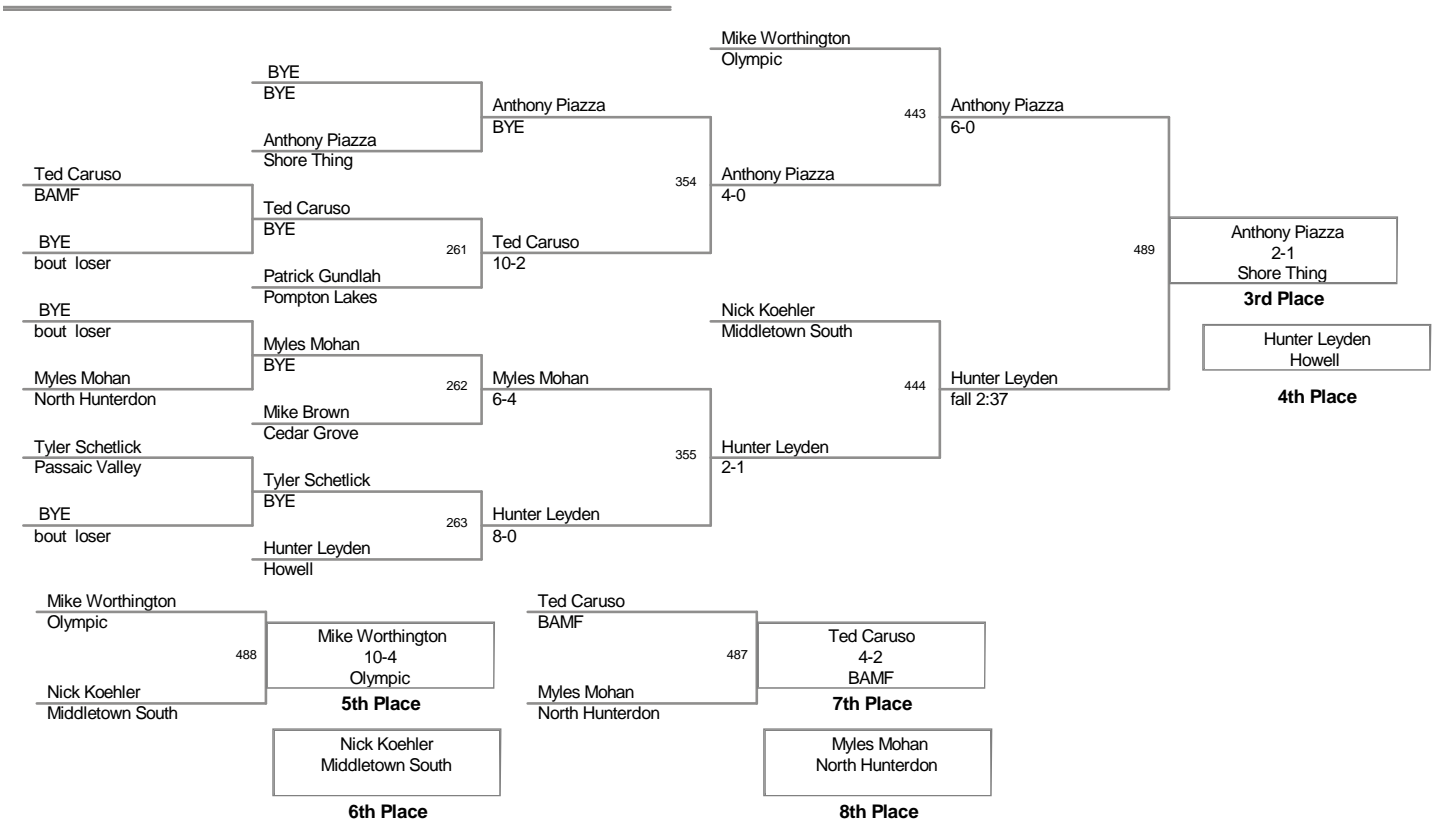 Mike Worthington
Olympic
BYE
BYE
Anthony Piazza
BYE
443
Anthony Piazza
6-0
Anthony Piazza
Shore Thing
Ted Caruso
BAMF
354
Anthony Piazza
4-0
Ted Caruso
BYE
BYE
bout loser
261
Ted Caruso
10-2
489
Anthony Piazza
2-1
Shore Thing
3rd Place
Patrick Gundlah
Pompton Lakes
BYE
bout loser
Nick Koehler
Middletown South
Hunter Leyden
Howell
4th Place
Myles Mohan
BYE
Myles Mohan
North Hunterdon
262
Myles Mohan
6-4
444
Hunter Leyden
fall 2:37
Mike Brown
Cedar Grove
Tyler Schetlick
Passaic Valley
355
Hunter Leyden
2-1
Tyler Schetlick
BYE
BYE
bout loser
263
Hunter Leyden
8-0
Hunter Leyden
Howell
Mike Worthington
Olympic
488
Mike Worthington
10-4
Olympic
5th Place
Nick Koehler
Middletown South
Nick Koehler
Middletown South
6th Place
Ted Caruso
BAMF
487
Ted Caruso
4-2
BAMF
7th Place
Myles Mohan
North Hunterdon
Myles Mohan
North Hunterdon
8th Place